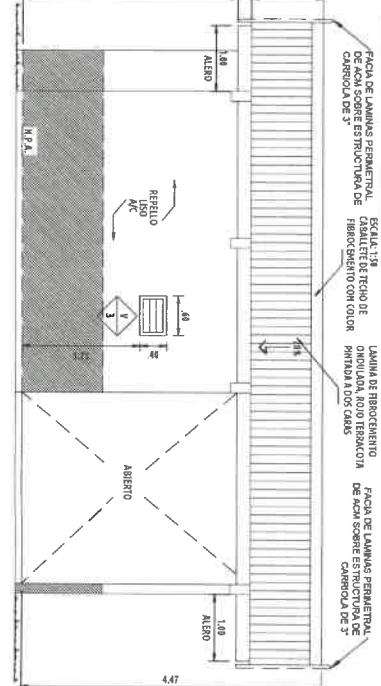 FACIA DE LAMINAS PERIMETRAL
DE ACM SOBRE ESTRUCTURA DE
CARRIOLA DE 3"
ESCALA: 1:50
CABALLETE DE TECHO DE
FIBROCEMENTO CON COLOR
LAMINA DE FIBROCEMENTO
ONDULADA, ROJO TERRACOTA
PINTADA A DOS CARAS
FACIA DE LAMINAS PERIMETRAL
DE ACM SOBRE ESTRUCTURA DE
CARRIOLA DE 3"
1.00
ALERO
REPELLO
LISO
A/C
.60
.40
V
3
N.P.A.
ABIERTO
1.00
ALERO
4.47